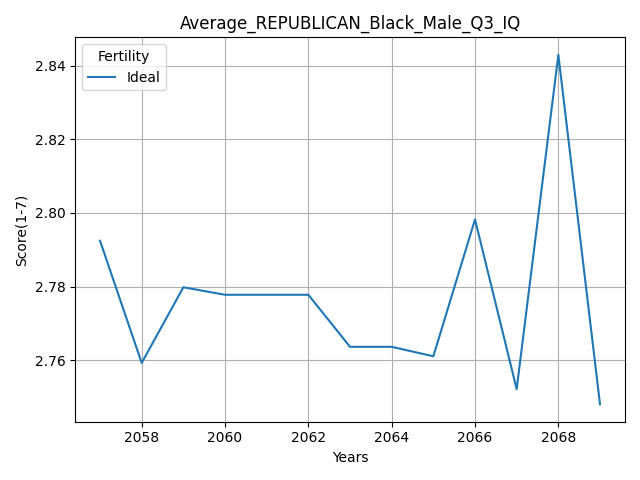 Average_REPUBLICAN_Black_Male_Q3_IQ
Fertility
Ideal
Score(1-7)
2.84
2.82
2.80
2.78
2.76
2058 2060 2062 2064 2066 2068
Years